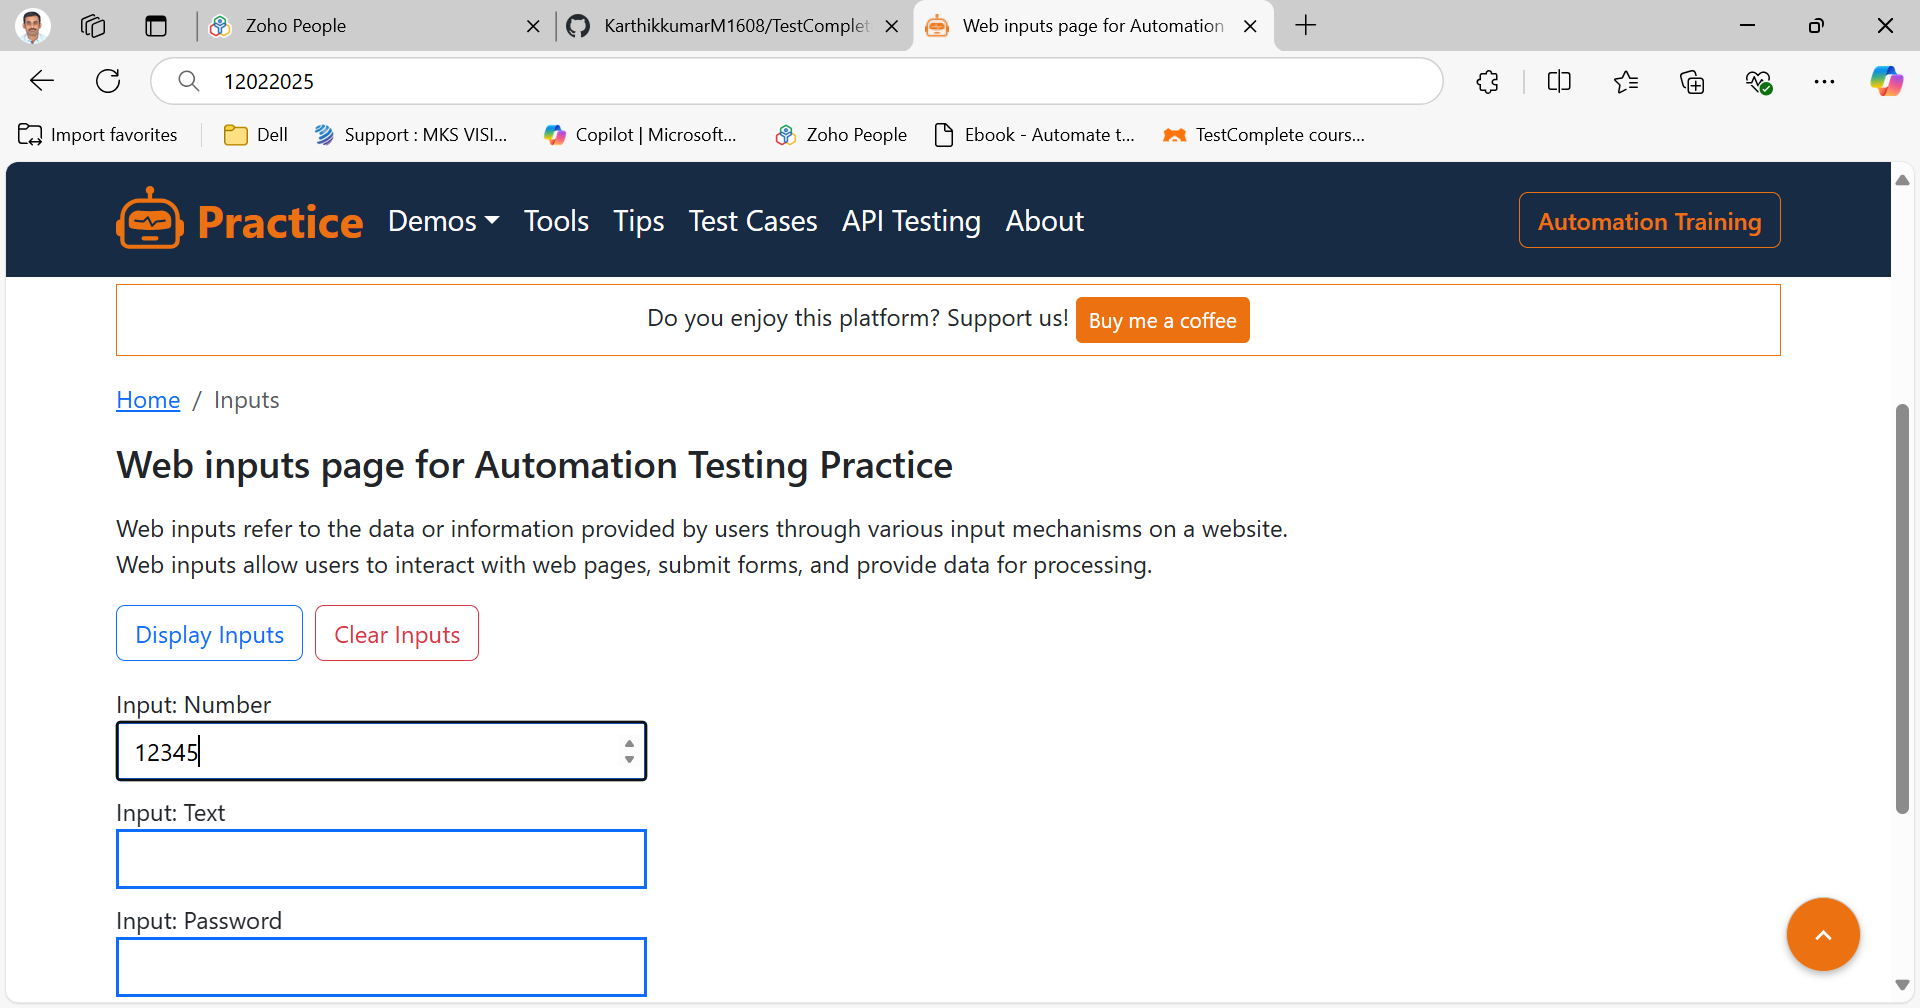 Zoho People
KarthikkumarM1608/TestComplet
Web inputs page for Automation
12022025
Import favorites
Dell
Support : MKS VISI...
Copilot | Microsoft...
Zoho People
Ebook - Automate t...
TestComplete cours...
Practice
Demos
Tools
Tips
Test Cases
API Testing
About
Automation Training
Do you enjoy this platform? Support us!
Buy me a coffee
Home / Inputs
Web inputs page for Automation Testing Practice
Web inputs refer to the data or information provided by users through various input mechanisms on a website.
Web inputs allow users to interact with web pages, submit forms, and provide data for processing.
Display Inputs
Clear Inputs
Input: Number
12345
Input: Text
Input: Password